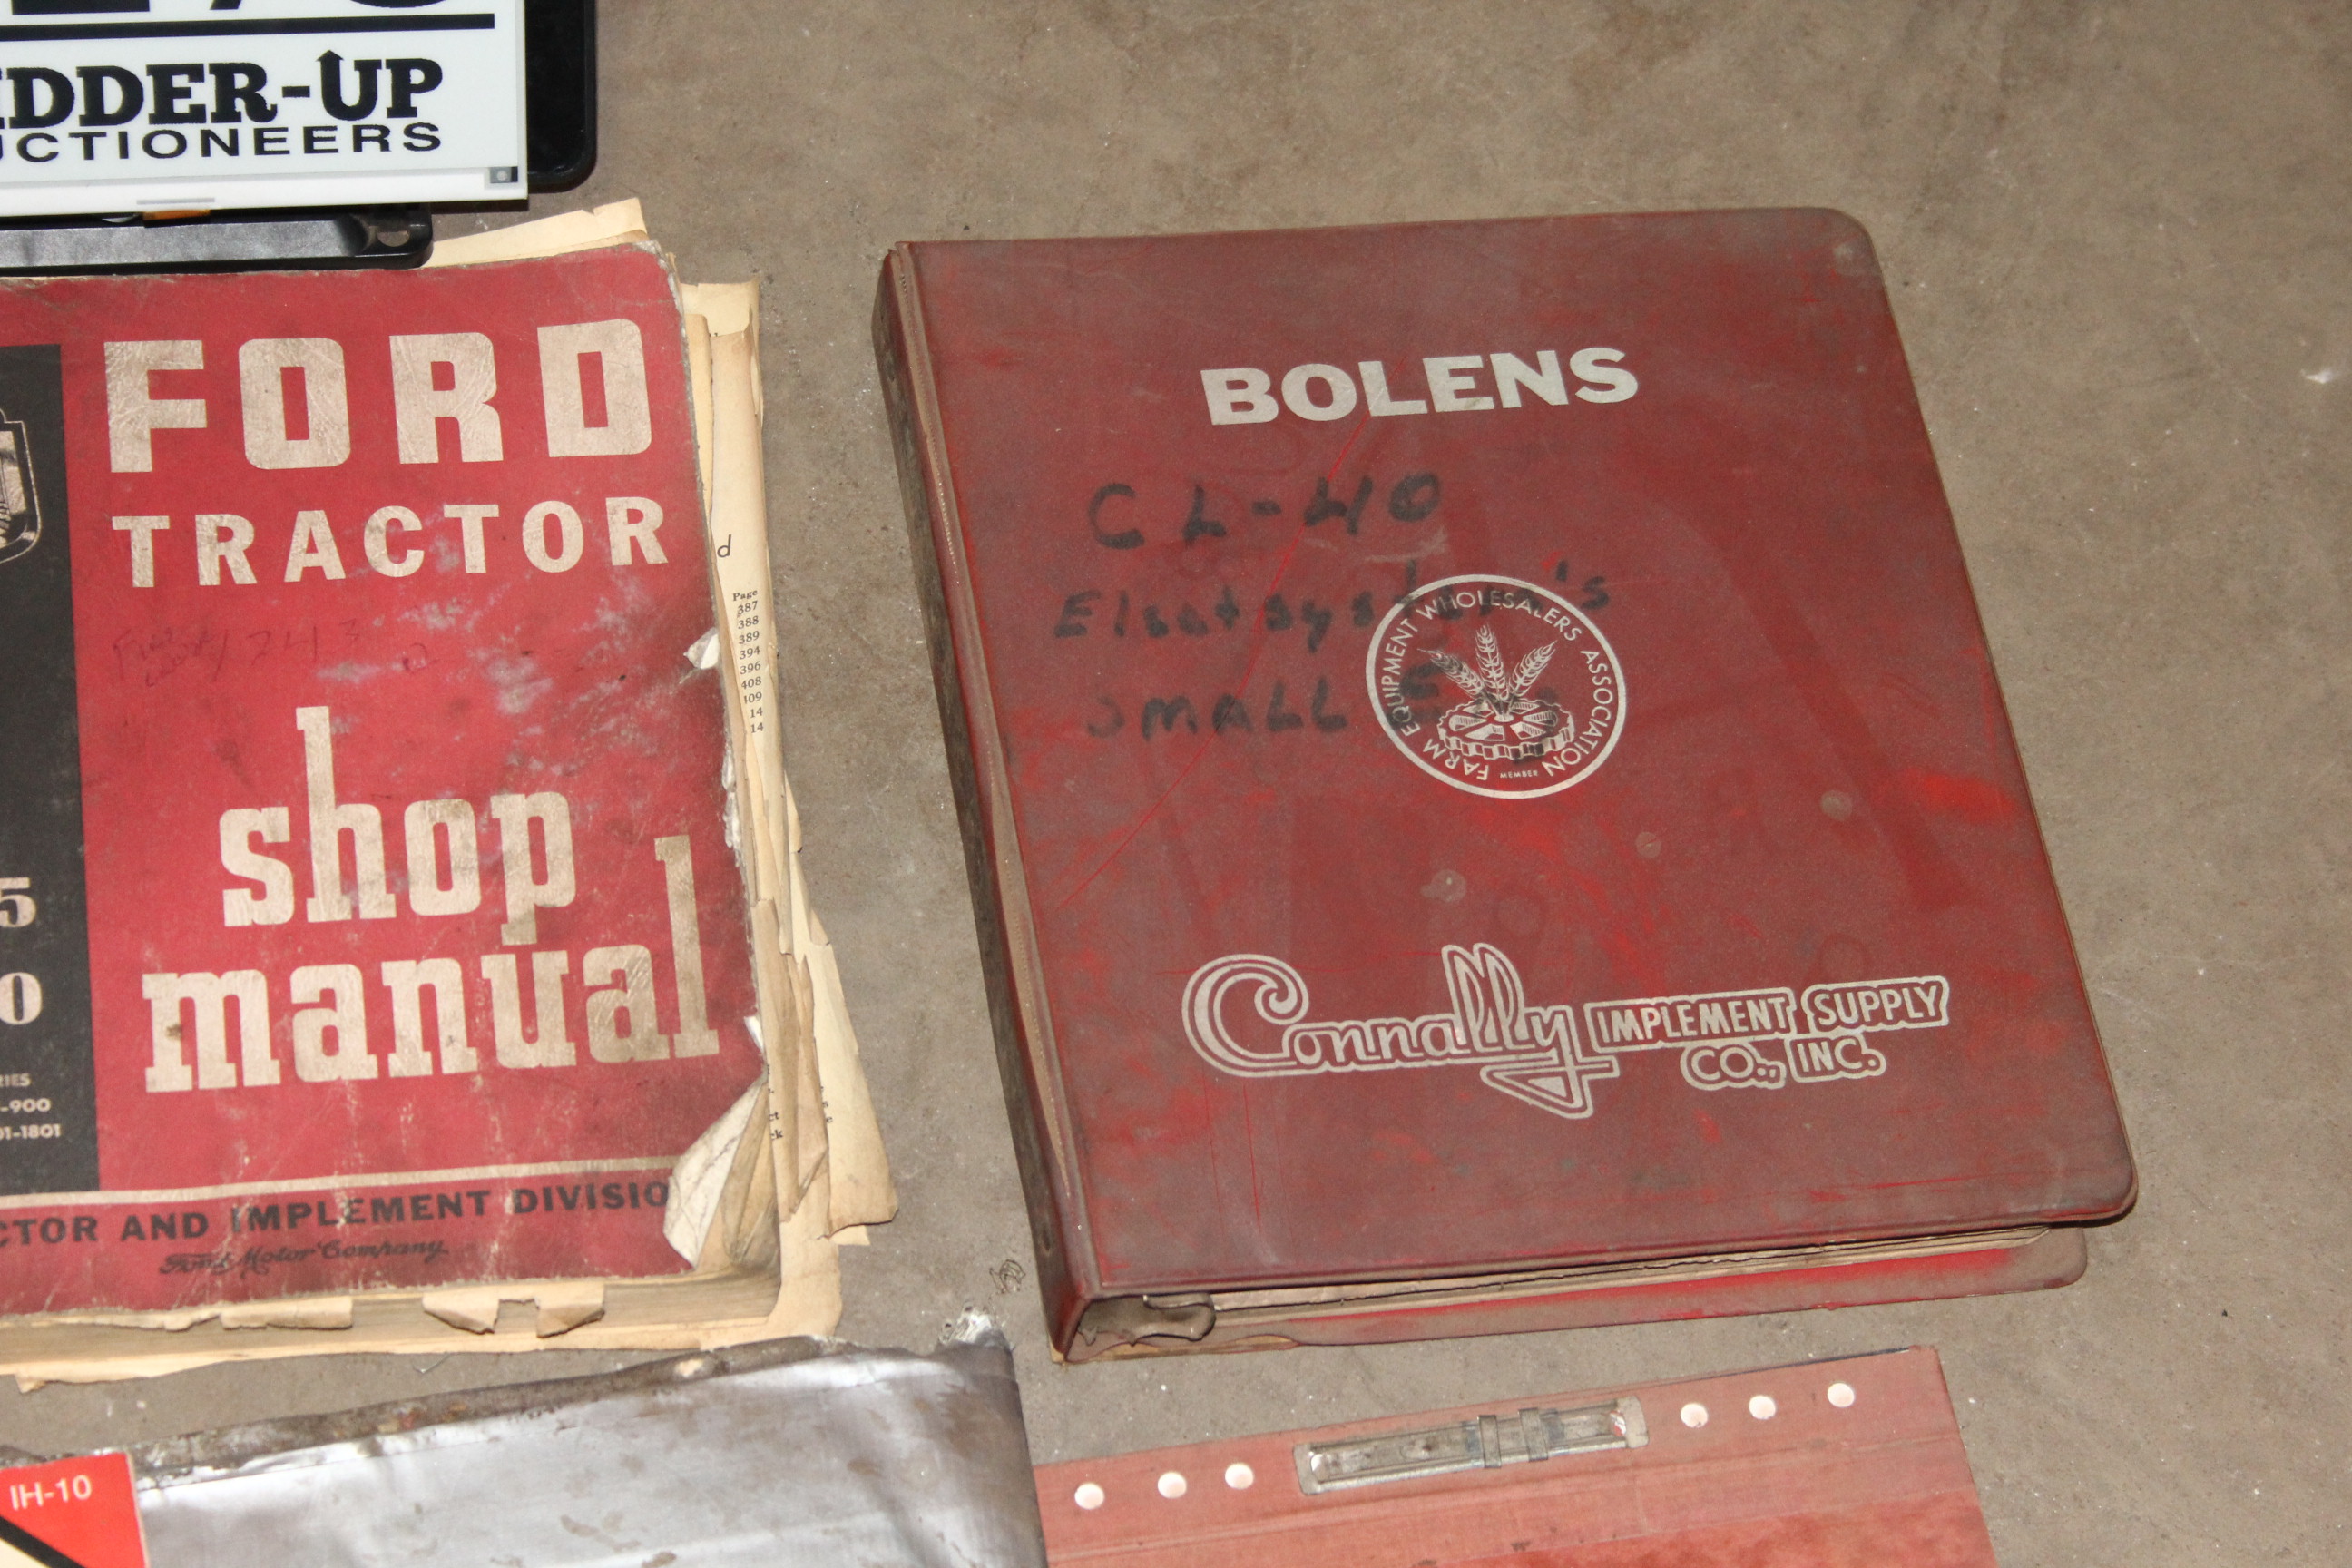 IDDER-UP
UCTIONEERS
FORD
TRACTOR
shop
manual
5
0
RIES
-900
01-1801
CTOR AND IMPLEMENT DIVISIO
Ford Motor Company
d
Page
387
388
389
394
396
408
409
14
14
BOLENS
CL-40
SMALL E
FARM EQUIPMENT WHOLESALERS ASSOCIATION
MEMBER
Connally IMPLEMENT SUPPLY
CO., INC.
IH-10